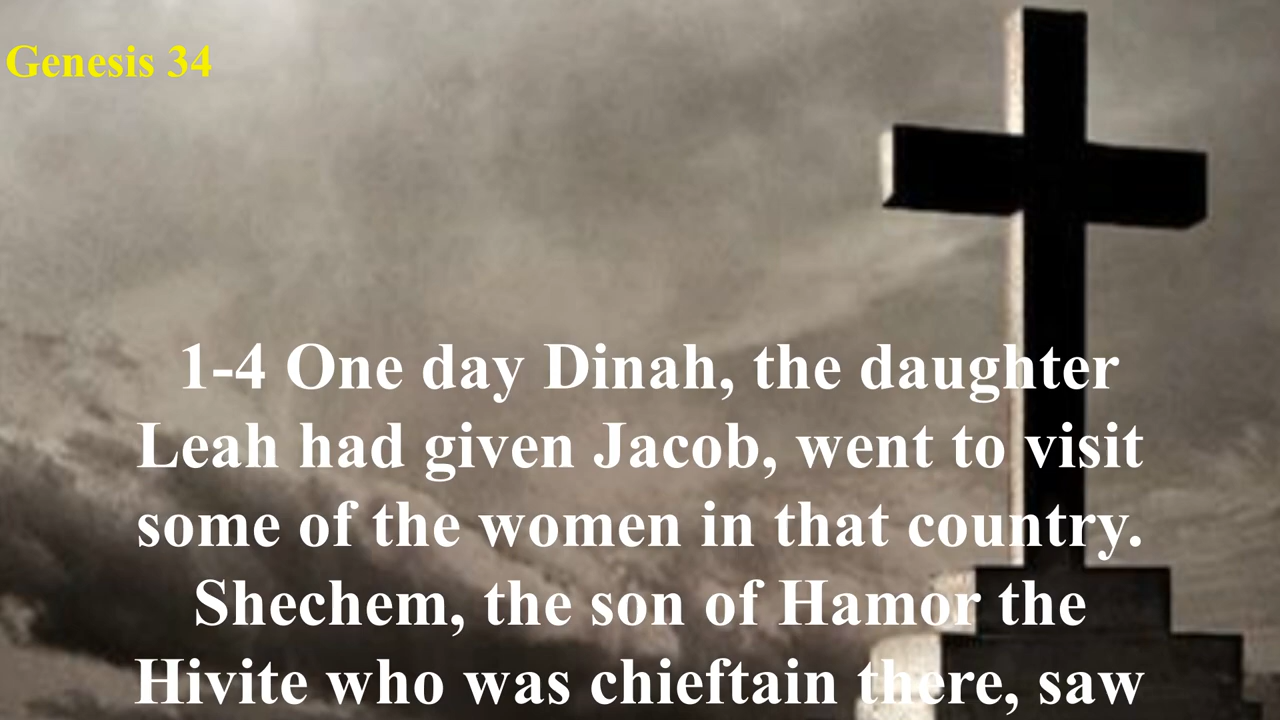 Genesis 34
1-4 One day Dinah, the daughter
Leah had given Jacob, went to visit
some of the women in that country.
Shechem, the son of Hamor the
Hivite who was chieftain there, saw